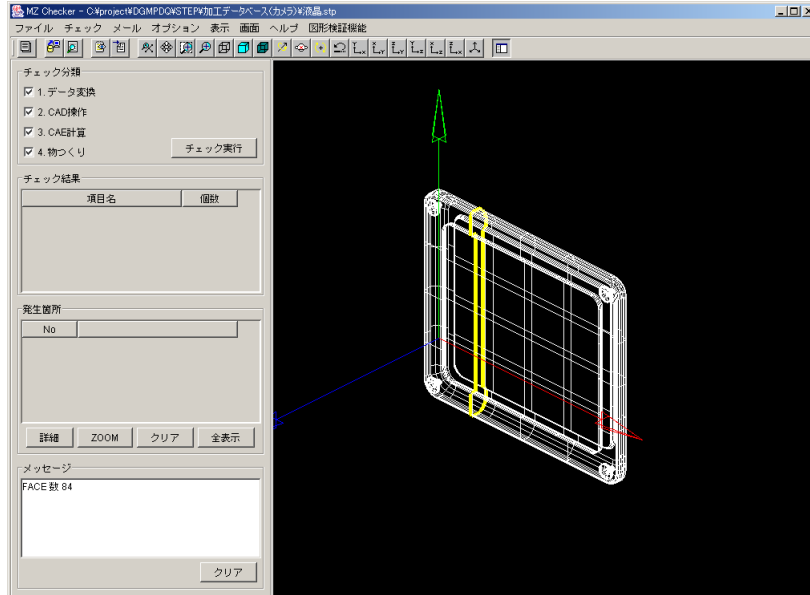 MZ Checker - C:¥project¥DGMPDQ¥STEP¥加工データベース(カメラ)¥液晶.stp
ファイル チェック メール オプション 表示 画面 ヘルプ 図形検証機能
チェック分類
1. データ変換
2. CAD操作
3. CAE計算
4. 物つくり
チェック実行
チェック結果
項目名 個数
発生箇所
No
詳細 ZOOM クリア 全表示
メッセージ
FACE 数 84
クリア